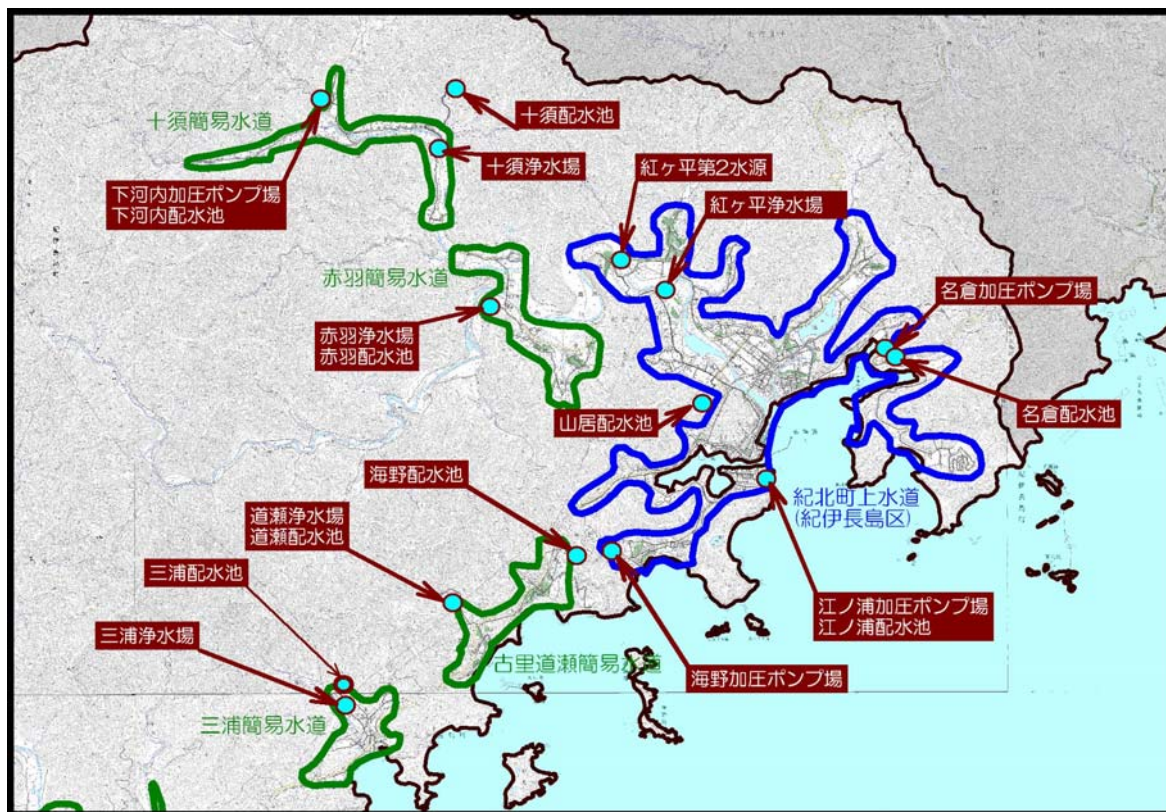 十須簡易水道
十須配水池
十須浄水場
下河内加圧ポンプ場
下河内配水池
紅ヶ平第2水源
紅ヶ平浄水場
赤羽簡易水道
名倉加圧ポンプ場
赤羽浄水場
赤羽配水池
山居配水池
名倉配水池
海野配水池
紀北町上水道
(紀伊長島区)
道瀬浄水場
道瀬配水池
三浦配水池
江ノ浦加圧ポンプ場
江ノ浦配水池
三浦浄水場
古里道瀬簡易水道
海野加圧ポンプ場
三浦簡易水道